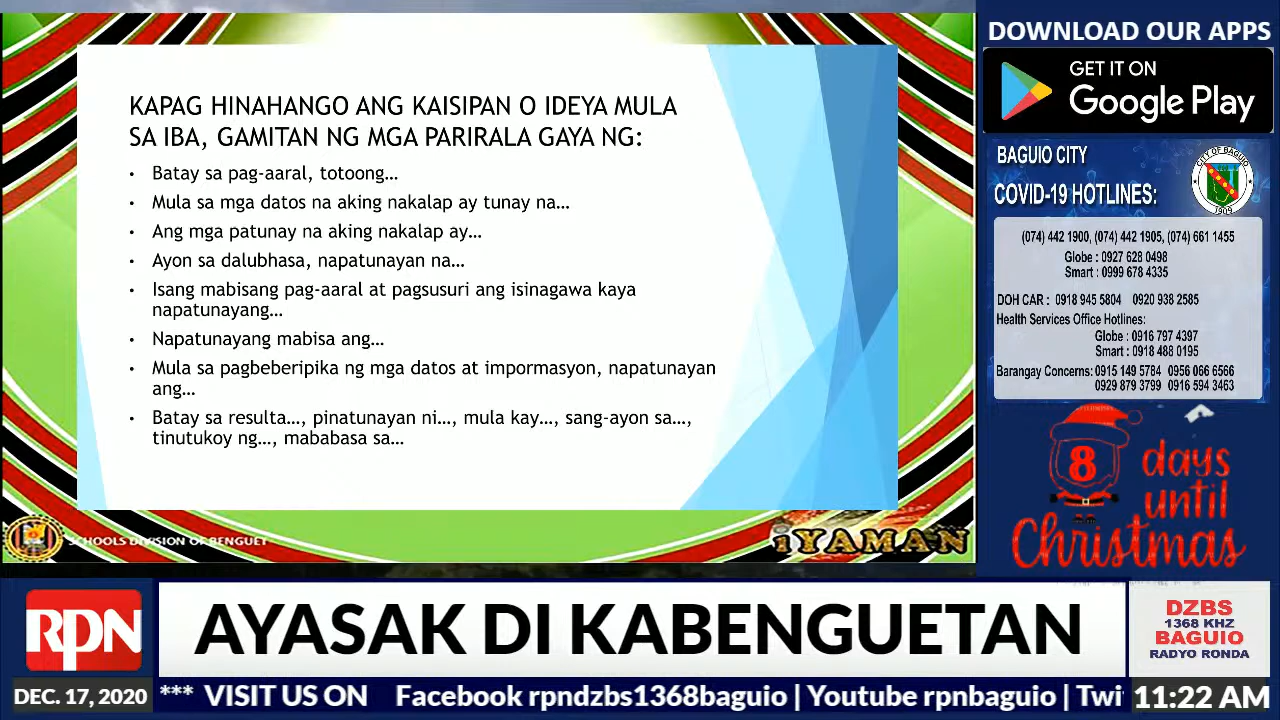 KAPAG HINAHANGO ANG KAISIPAN O IDEYA MULA
SA IBA, GAMITAN NG MGA PARIRALA GAYA NG:
• Batay sa pag-aaral, totoong…
• Mula sa mga datos na aking nakalap ay tunay na…
• Ang mga patunay na aking nakalap ay…
• Ayon sa dalubhasa, napatunayan na…
• Isang mabisang pag-aaral at pagsusuri ang isinagawa kaya
napatunayang…
• Napatunayang mabisa ang…
• Mula sa pagbeberipika ng mga datos at impormasyon, napatunayan
ang…
• Batay sa resulta…, pinatunayan ni…, mula kay…, sang-ayon sa…,
tinutukoy ng…, mababasa sa…
SCHOOLS DIVISION OF BENGUET
iYAMAN
DOWNLOAD OUR APPS
GET IT ON
Google Play
BAGUIO CITY
COVID-19 HOTLINES:
CITY OF BAGUIO
1909
(074) 442 1900, (074) 442 1905, (074) 661 1455
Globe : 0927 628 0498
Smart : 0999 678 4335
DOH CAR : 0918 945 5804 0920 938 2585
Health Services Office Hotlines:
Globe : 0916 797 4397
Smart : 0918 488 0195
Barangay Concerns: 0915 149 5784 0956 066 6566
0929 879 3799 0916 594 3463
8 days
until
Christmas
RPN
AYASAK DI KABENGUETAN
DZBS
1368 KHZ
BAGUIO
RADYO RONDA
DEC. 17, 2020 *** VISIT US ON Facebook rpndzbs1368baguio | Youtube rpnbaguio | Twi 11:22 AM